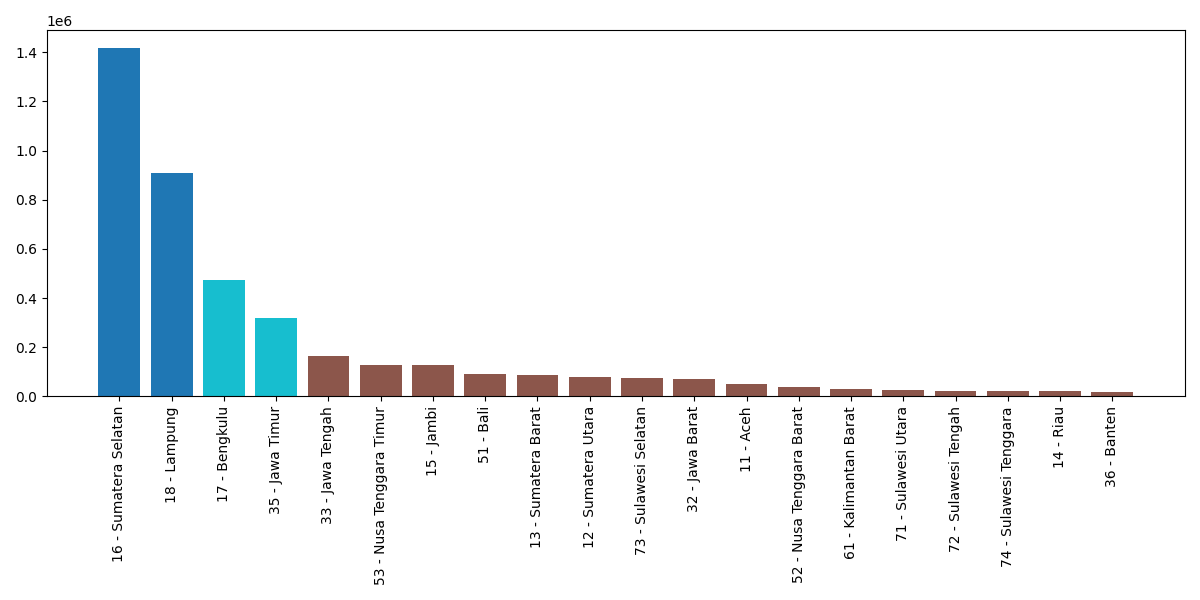 1e6
1.4
1.2
1.0
0.8
0.6
0.4
0.2
0.0
16 - Sumatera Selatan
18 - Lampung
17 - Bengkulu
35 - Jawa Timur
33 - Jawa Tengah
53 - Nusa Tenggara Timur
15 - Jambi
51 - Bali
13 - Sumatera Barat
12 - Sumatera Utara
73 - Sulawesi Selatan
32 - Jawa Barat
11 - Aceh
52 - Nusa Tenggara Barat
61 - Kalimantan Barat
71 - Sulawesi Utara
72 - Sulawesi Tengah
74 - Sulawesi Tenggara
14 - Riau
36 - Banten